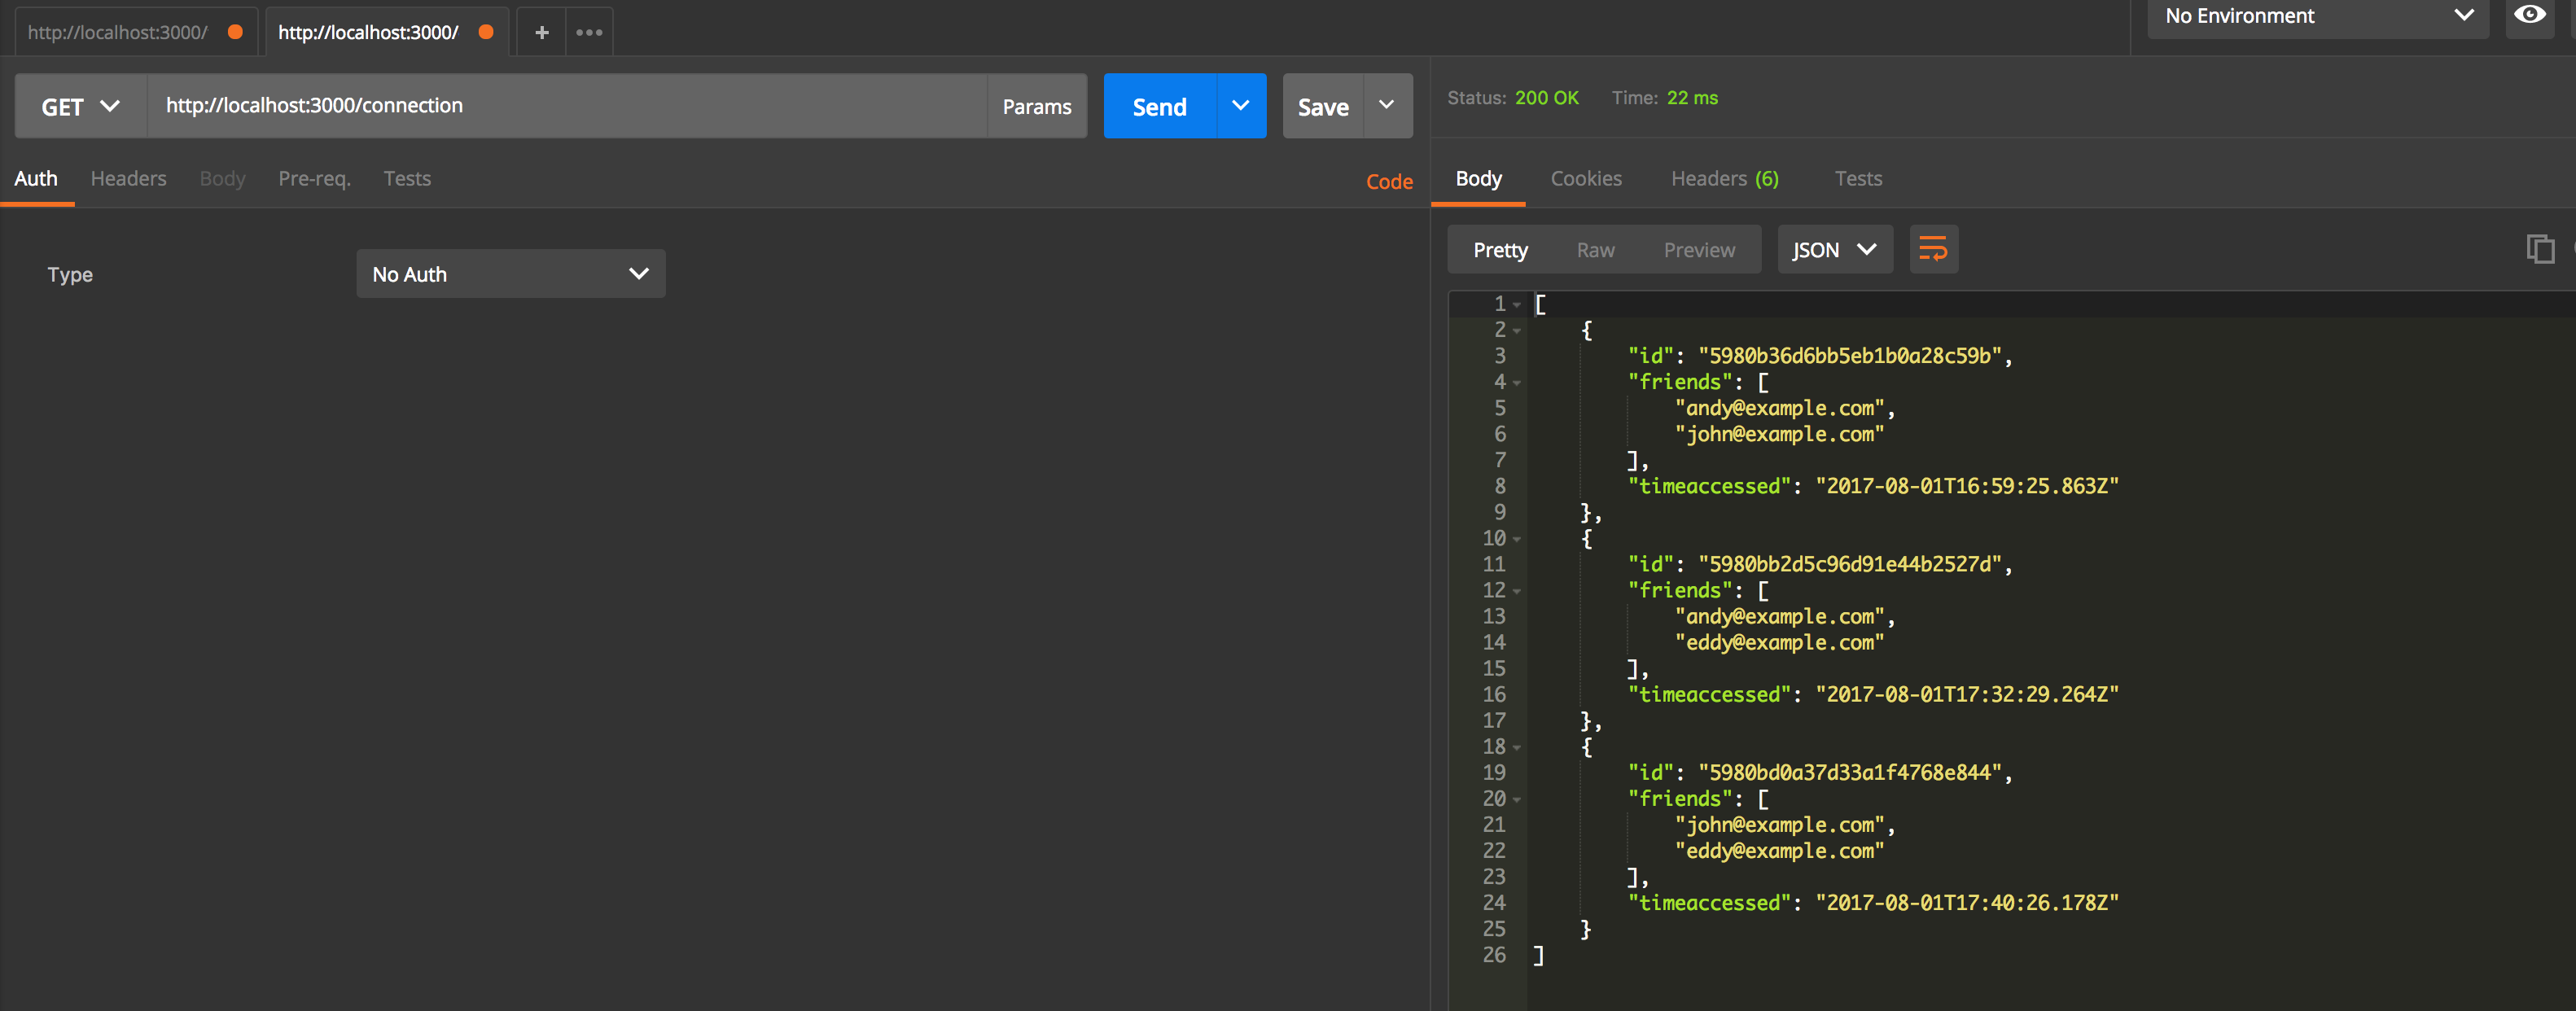 http://localhost:3000/ http://localhost:3000/ + ••• No Environment
GET http://localhost:3000/connection Params Send Save
Status: 200 OK Time: 22 ms
Auth Headers Body Pre-req. Tests Code
Body Cookies Headers (6) Tests
Type No Auth
Pretty Raw Preview JSON
1 [
2 {
3 "id": "5980b36d6bb5eb1b0a28c59b",
4 "friends": [
5 "andy@example.com",
6 "john@example.com"
7 ],
8 "timeaccessed": "2017-08-01T16:59:25.863Z"
9 },
10 {
11 "id": "5980bb2d5c96d91e44b2527d",
12 "friends": [
13 "andy@example.com",
14 "eddy@example.com"
15 ],
16 "timeaccessed": "2017-08-01T17:32:29.264Z"
17 },
18 {
19 "id": "5980bd0a37d33a1f4768e844",
20 "friends": [
21 "john@example.com",
22 "eddy@example.com"
23 ],
24 "timeaccessed": "2017-08-01T17:40:26.178Z"
25 }
26 ]